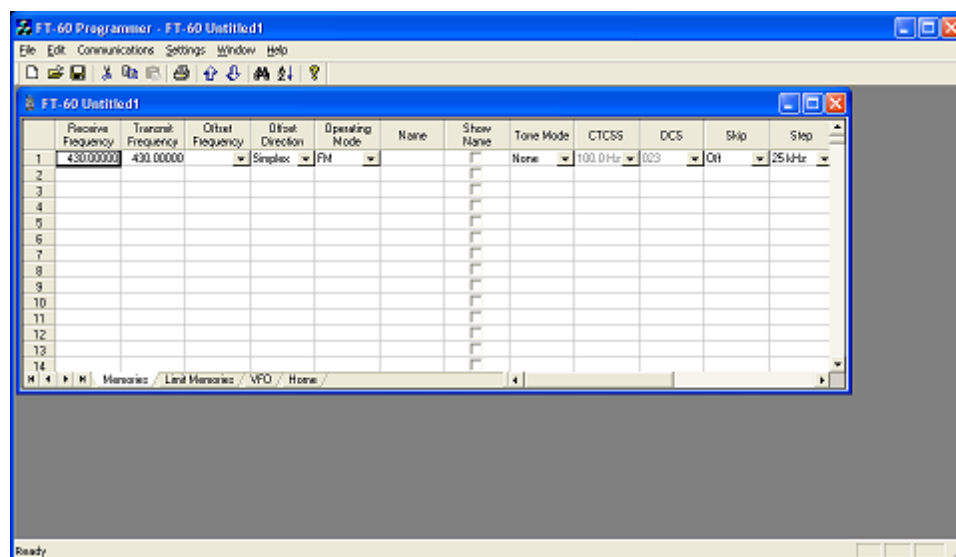 FT-60 Programmer - FT-60 Untitled1
File Edit Communications Settings Window Help
FT-60 Untitled1
Receive Frequency Transmit Frequency Offset Frequency Offset Direction Operating Mode Name Show Name Tone Mode CTCSS DCS Skip Step
1 430.00000 430.00000 Simplex FM None 100.0 Hz 023 Off 25 kHz
2
3
4
5
6
7
8
9
10
11
12
13
14
Memories Limit Memories VFO Home
Ready